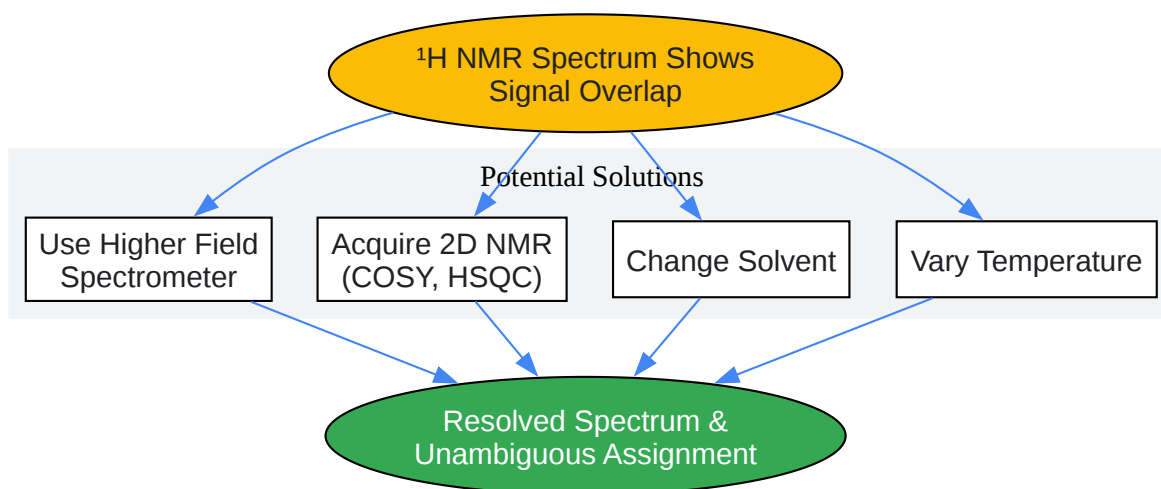 ¹H NMR Spectrum Shows
Signal Overlap
Potential Solutions
Use Higher Field
Spectrometer
Acquire 2D NMR
(COSY, HSQC)
Change Solvent
Vary Temperature
Resolved Spectrum &
Unambiguous Assignment